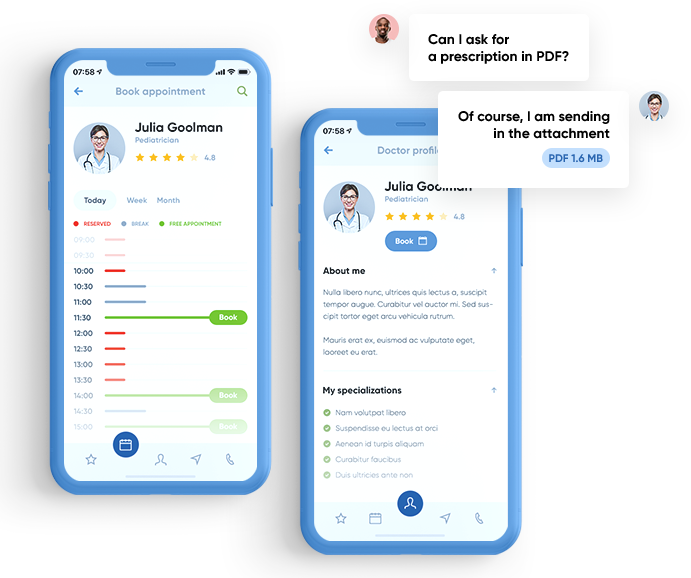 07:58
Book appointment
Julia Goolman
Pediatrician
4.8
Today Week Month
RESERVED BREAK FREE APPOINTMENT
09:00
09:30
10:00
10:30
11:00
11:30 Book
12:00
12:30
13:00
13:30
14:00 Book
14:30
15:00 Book
Can I ask for
a prescription in PDF?
Of course, I am sending
in the attachment
PDF 1.6 MB
07:58
Doctor profile
Julia Goolman
Pediatrician
4.8
Book
About me
Nulla libero nunc, ultrices quis lectus a, suscipit
tempor augue. Curabitur vel auctor mi. Sed sus-
cipit tortor eget arcu vehicula rutrum.
Mauris erat ex, euismod ac vulputate eget,
laoreet eu erat.
My specializations
Nam volutpat libero
Suspendisse eu lectus at orci
Aenean id turpis aliquam
Curabitur faucibus
Duis ultricies ante non